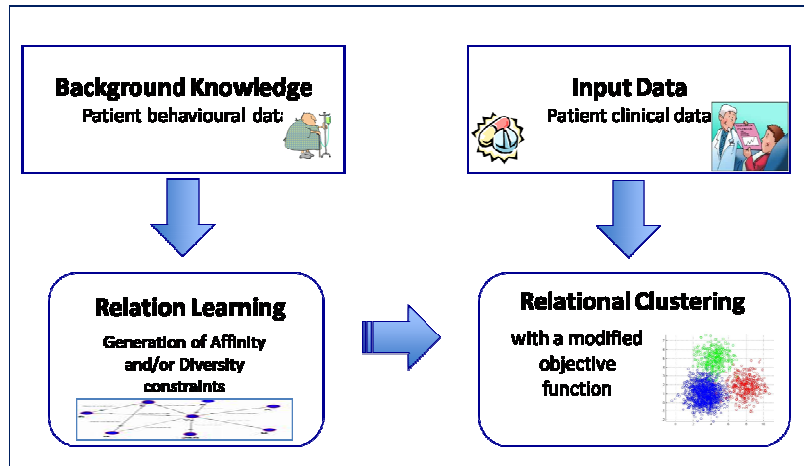 Background Knowledge
Patient behavioural dat
Input Data
Patient clinical data
Relation Learning
Generation of Affinity
and/or Diversity
constraints
Relational Clustering
with a modified
objective
function